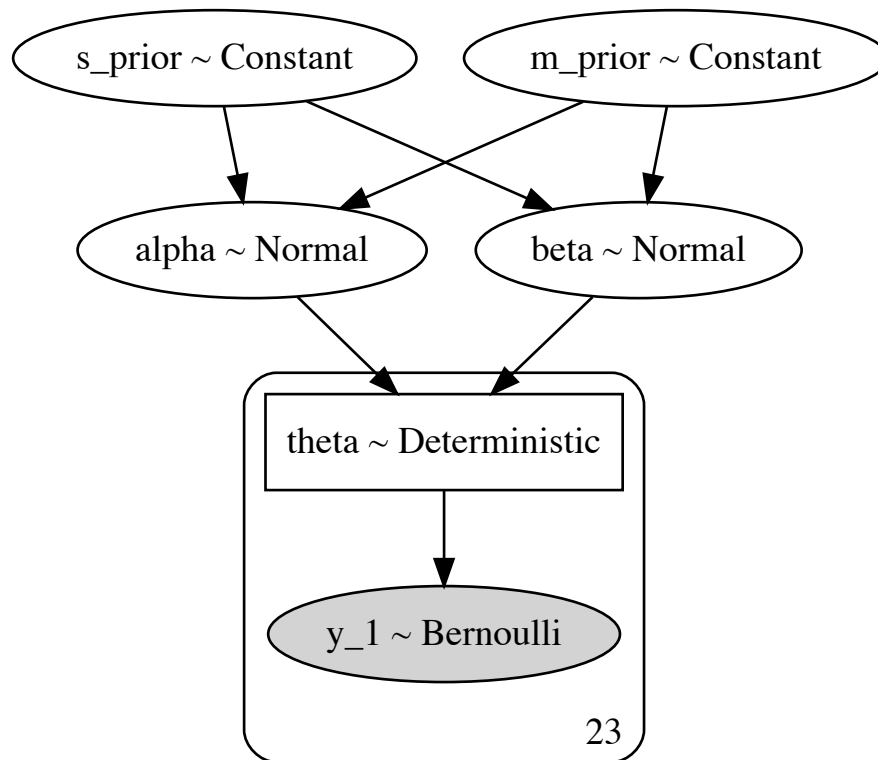 s_prior ~ Constant
m_prior ~ Constant
alpha ~ Normal
beta ~ Normal
theta ~ Deterministic
y_1 ~ Bernoulli
23